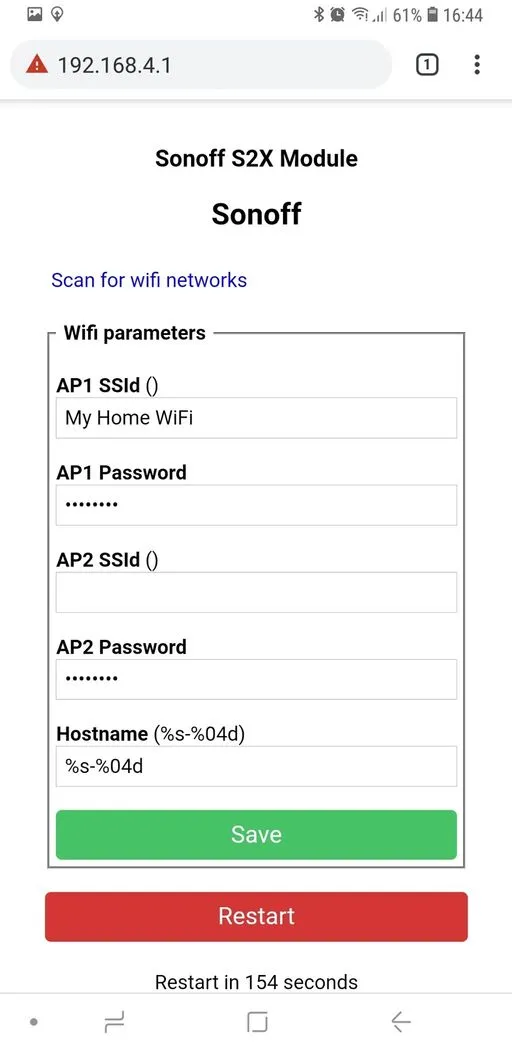 61% 16:44
192.168.4.1
1
Sonoff S2X Module
Sonoff
Scan for wifi networks
Wifi parameters
AP1 SSId ()
My Home WiFi
AP1 Password
••••••••
AP2 SSId ()
AP2 Password
••••••••
Hostname (%s-%04d)
%s-%04d
Save
Restart
Restart in 154 seconds